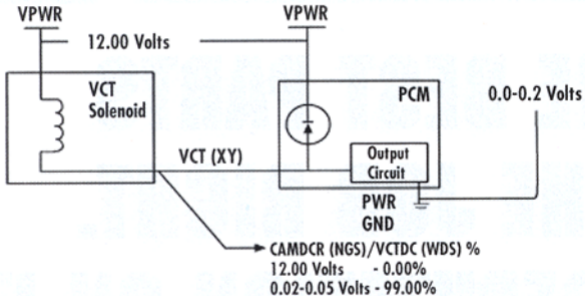 VPWR
VPWR
12.00 Volts
VCT
Solenoid
PCM
0.0-0.2 Volts
VCT (XY)
Output
Circuit
PWR
GND
CAMDCR (NGS)/VCTDC (WDS) %
12.00 Volts - 0.00%
0.02-0.05 Volts - 99.00%